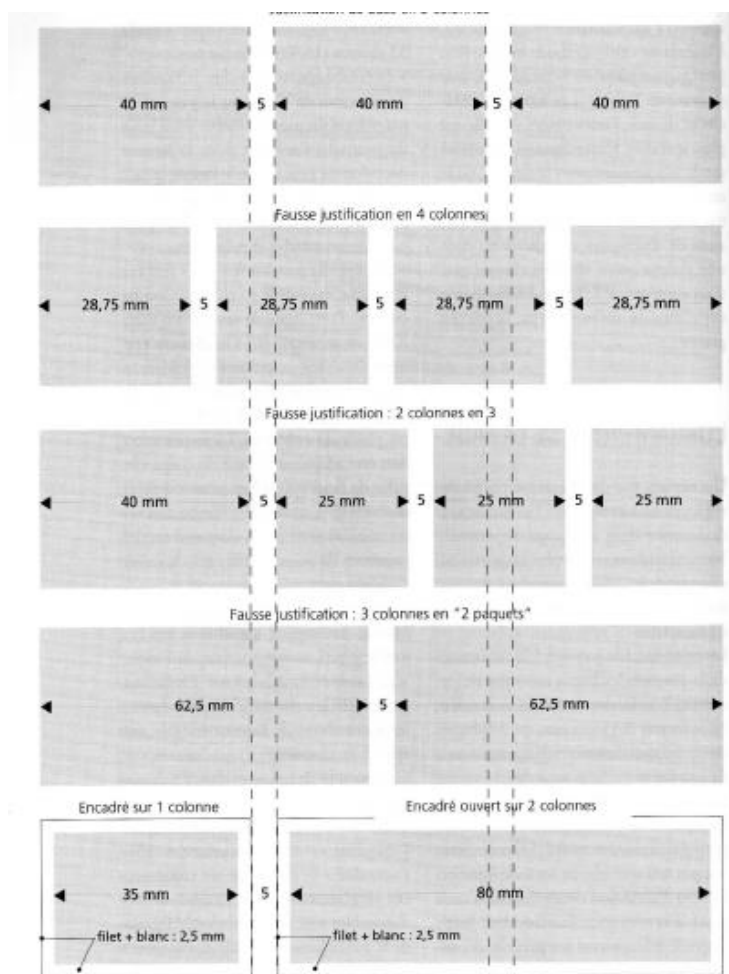 40 mm 5 40 mm 5 40 mm
Fausse justification en 4 colonnes
28,75 mm 5 28,75 mm 5 28,75 mm 5 28,75 mm
Fausse justification : 2 colonnes en 3
40 mm 5 25 mm 5 25 mm 5 25 mm
Fausse justification : 3 colonnes en "2 paquets"
62,5 mm 5 62,5 mm
Encadré sur 1 colonne Encadré ouvert sur 2 colonnes
35 mm 5 80 mm
filet + blanc : 2,5 mm filet + blanc : 2,5 mm